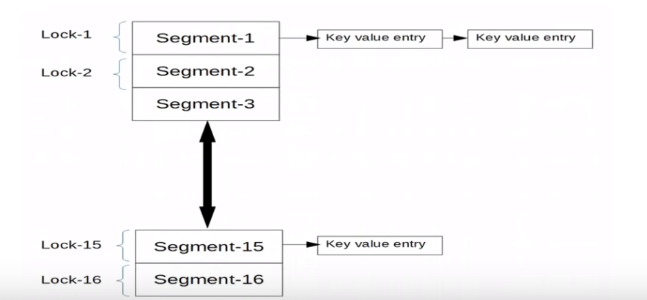 Lock-1
Segment-1
Key value entry
Key value entry
Lock-2
Segment-2
Segment-3
Lock-15
Segment-15
Key value entry
Lock-16
Segment-16